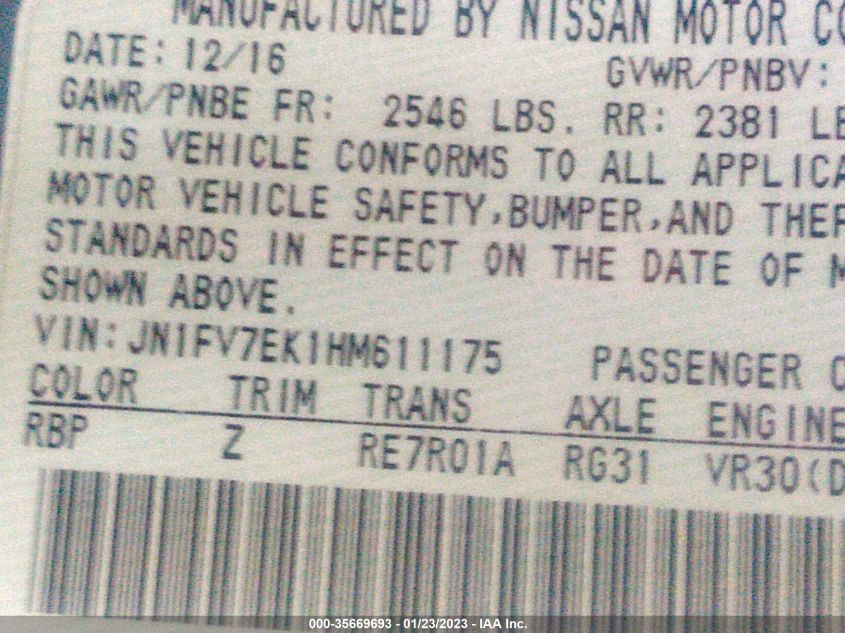 MANUFACTURED BY NISSAN MOTOR CO
DATE: 12/16 GVWR/PNBV:
GAWR/PNBE FR: 2546 LBS. RR: 2381 LB
THIS VEHICLE CONFORMS TO ALL APPLICA
MOTOR VEHICLE SAFETY,BUMPER,AND THEF
STANDARDS IN EFFECT ON THE DATE OF M
SHOWN ABOVE.
VIN: JN1FV7EK1HM611175 PASSENGER C
COLOR TRIM TRANS AXLE ENGINE
RBP Z RE7R01A RG31 VR30(D
000-35669693 - 01/23/2023 - IAA Inc.